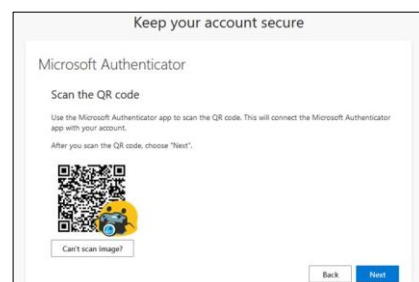 Keep your account secure
Microsoft Authenticator
Scan the QR code
Use the Microsoft Authenticator app to scan the QR code. This will connect the Microsoft Authenticator
app with your account.
After you scan the QR code, choose "Next".
Can't scan image?
Back
Next